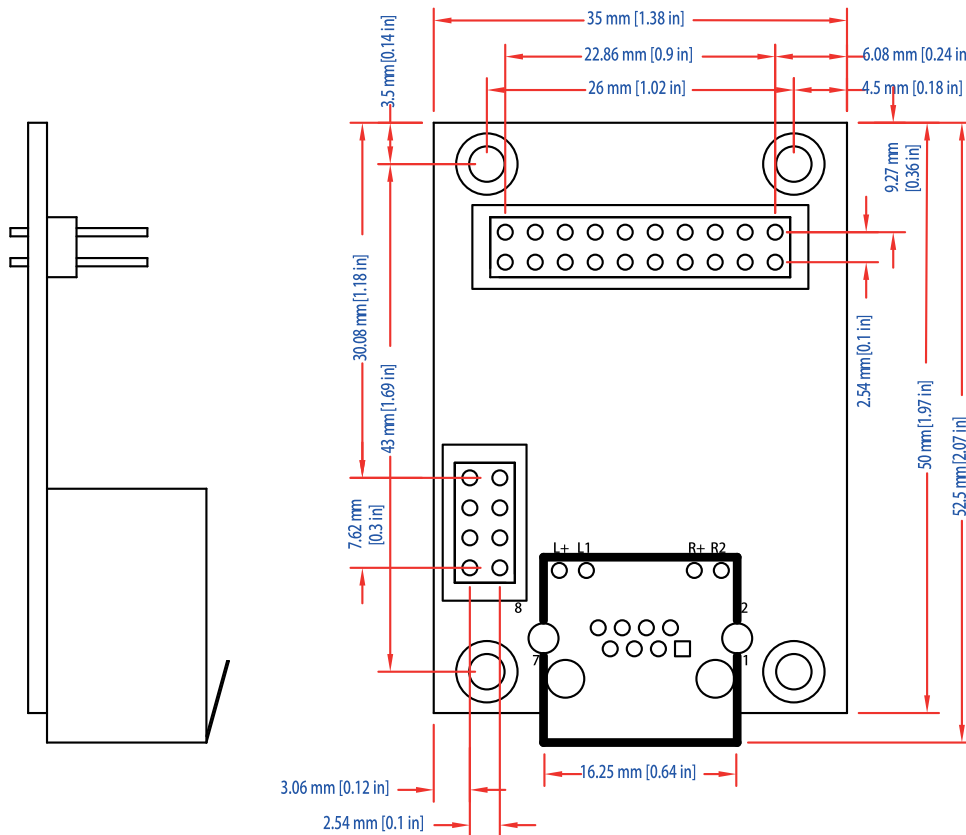 35 mm [1.38 in]
22.86 mm [0.9 in]
6.08 mm [0.24 in
26 mm [1.02 in]
4.5 mm [0.18 in]
3.5 mm [0.14 in]
9.27 mm
[0.36 in]
30.08 mm [1.18 in]
2.54 mm [0.1 in]
43 mm [1.69 in]
50 mm [1.97 in]
52.5 mm [2.07 in]
7.62 mm
[0.3 in]
L+ L1 R+ R2
8 2
7 1
16.25 mm [0.64 in]
3.06 mm [0.12 in]
2.54 mm [0.1 in]